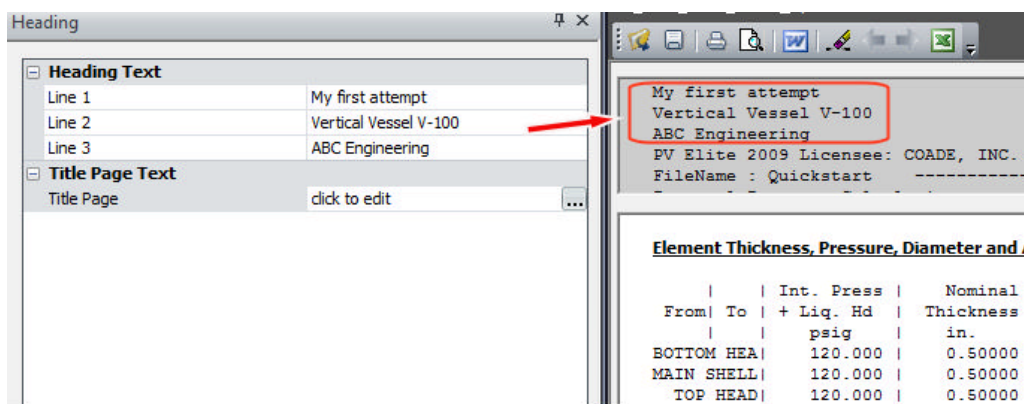 Heading
Heading Text
Line 1 My first attempt
Line 2 Vertical Vessel V-100
Line 3 ABC Engineering
Title Page Text
Title Page click to edit ...
My first attempt
Vertical Vessel V-100
ABC Engineering
PV Elite 2009 Licensee: COADE, INC.
FileName : Quickstart -----------
Element Thickness, Pressure, Diameter and
| | Int. Press | Nominal
From| To | + Liq. Hd | Thickness
| | psig | in.
BOTTOM HEA| 120.000 | 0.50000
MAIN SHELL| 120.000 | 0.50000
TOP HEAD| 120.000 | 0.50000